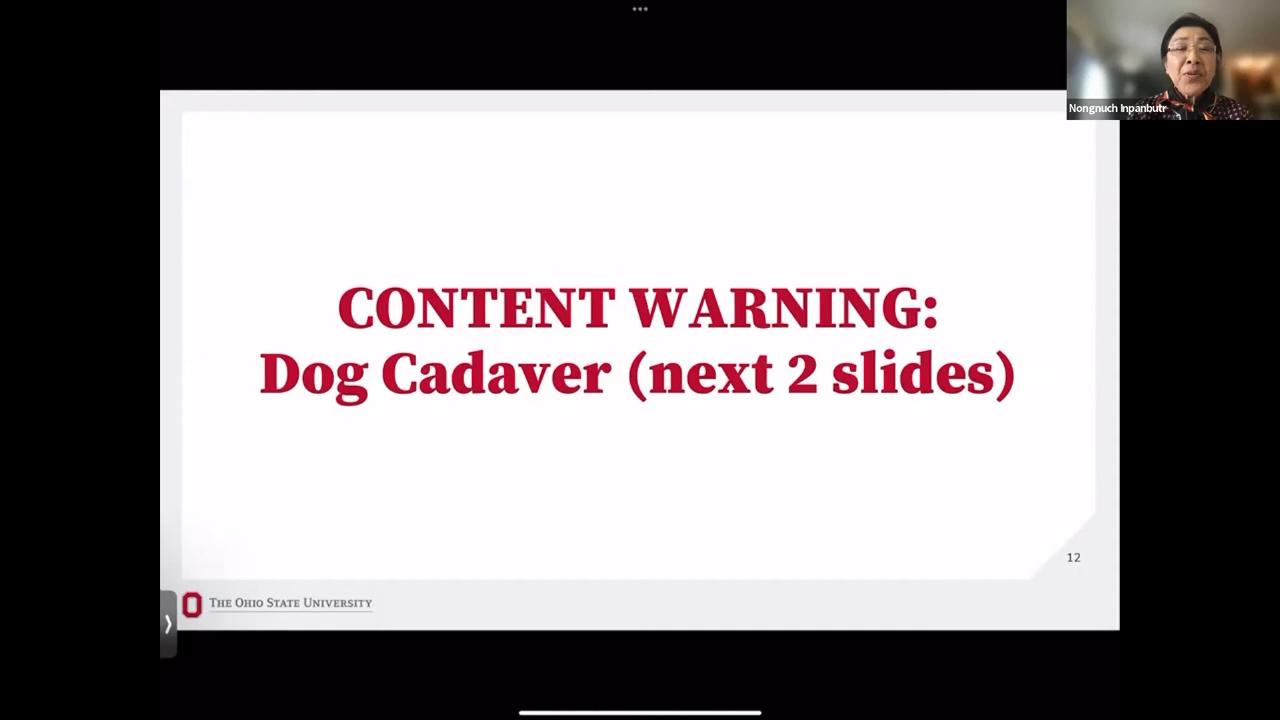 Nongnuch Inpanbutr
CONTENT WARNING:
Dog Cadaver (next 2 slides)
12
THE OHIO STATE UNIVERSITY